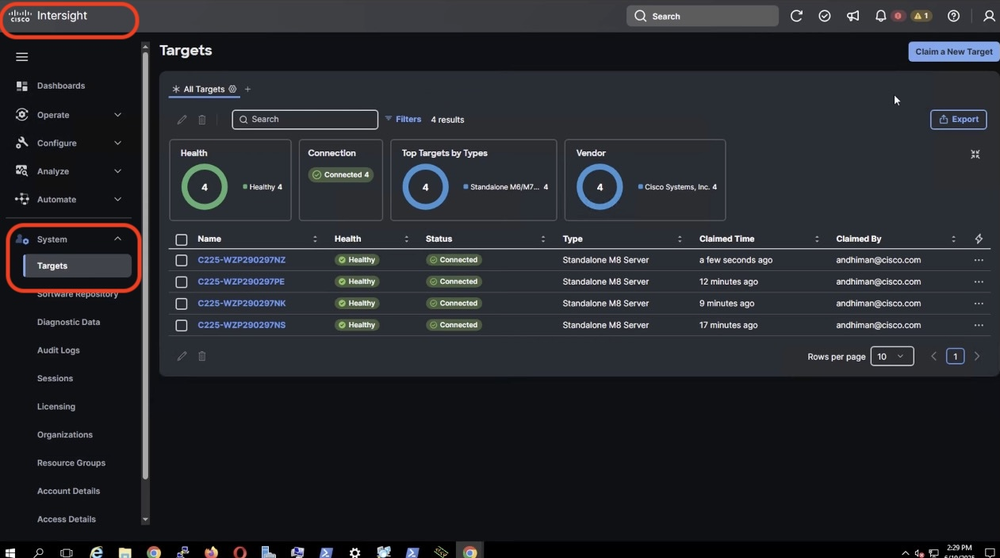 cisco Intersight
Search
1
Targets
Claim a New Target
Dashboards
Operate
Configure
Analyze
Automate
System
Targets
Software Repository
Diagnostic Data
Audit Logs
Sessions
Licensing
Organizations
Resource Groups
Account Details
Access Details
All Targets
Search
Filters
4 results
Export
Health
4
Healthy 4
Connection
Connected 4
Top Targets by Types
4
Standalone M6/M7... 4
Vendor
4
Cisco Systems, Inc. 4
Name Health Status Type Claimed Time Claimed By
C225-WZP290297NZ Healthy Connected Standalone M8 Server a few seconds ago andhiman@cisco.com
C225-WZP290297PE Healthy Connected Standalone M8 Server 12 minutes ago andhiman@cisco.com
C225-WZP290297NK Healthy Connected Standalone M8 Server 9 minutes ago andhiman@cisco.com
C225-WZP290297NS Healthy Connected Standalone M8 Server 17 minutes ago andhiman@cisco.com
Rows per page 10 1
2:29 PM